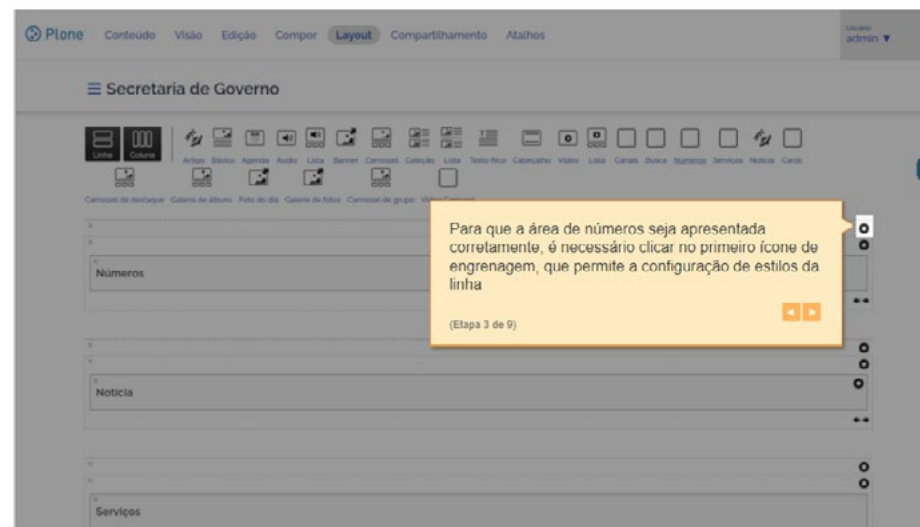 Plone Conteúdo Visão Edição Compor Layout Compartilhamento Atalhos
Usuário
admin ▼
Secretaria de Governo
Linha Coluna Artigo Básico Agenda Audio Lista Banner Carrossel Coleção Lista Texto Rico Cabeçalho Video Lista Canais Busca Números Servicos Noticia Cards
Carrossel de destaque Galeria de álbuns Foto do dia Galeria de fotos Carrossel de grupo
Para que a área de números seja apresentada
corretamente, é necessário clicar no primeiro ícone de
engrenagem, que permite a configuração de estilos da
linha
(Etapa 3 de 9)
Números
Noticia
Serviços